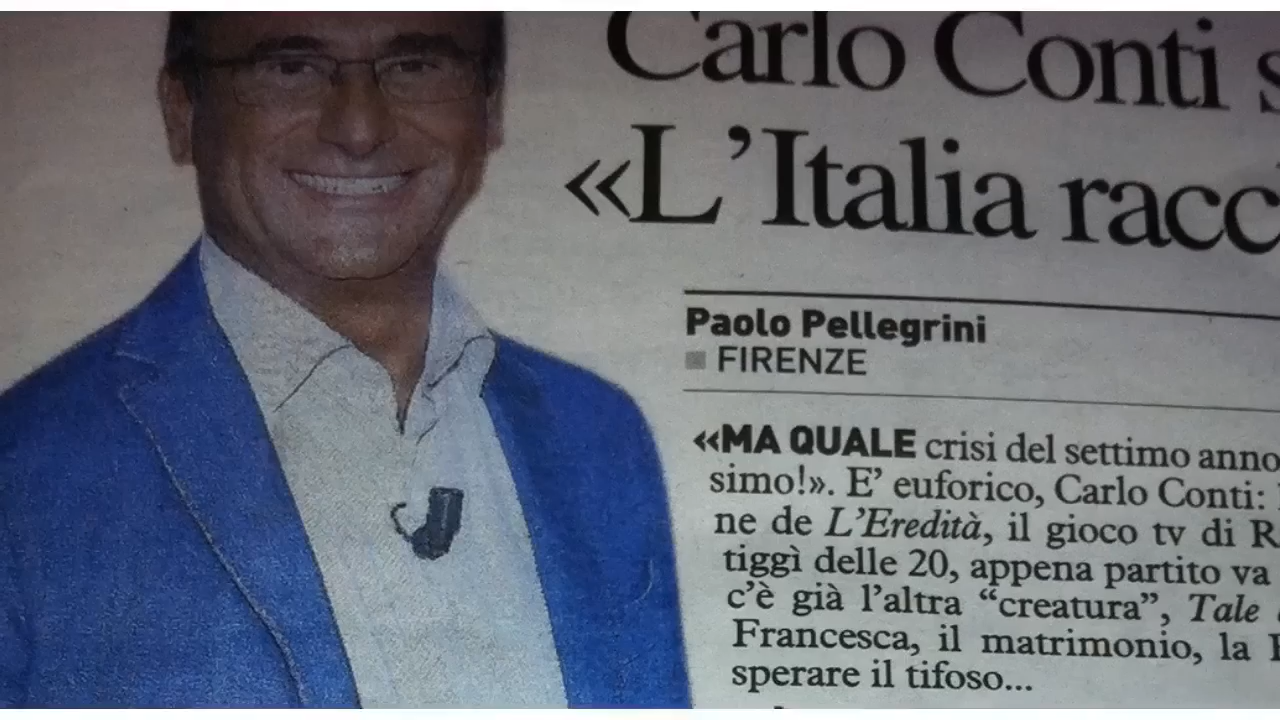 Carlo Conti
«L'Italia
Paolo Pellegrini
FIRENZE
«MA QUALE crisi del settimo anno
simo!». E' euforico, Carlo Conti:
ne de L'Eredità, il gioco tv di
tiggì delle 20, appena partito va
c'è già l'altra “creatura”, Tale
Francesca, il matrimonio, la
sperare il tifoso...